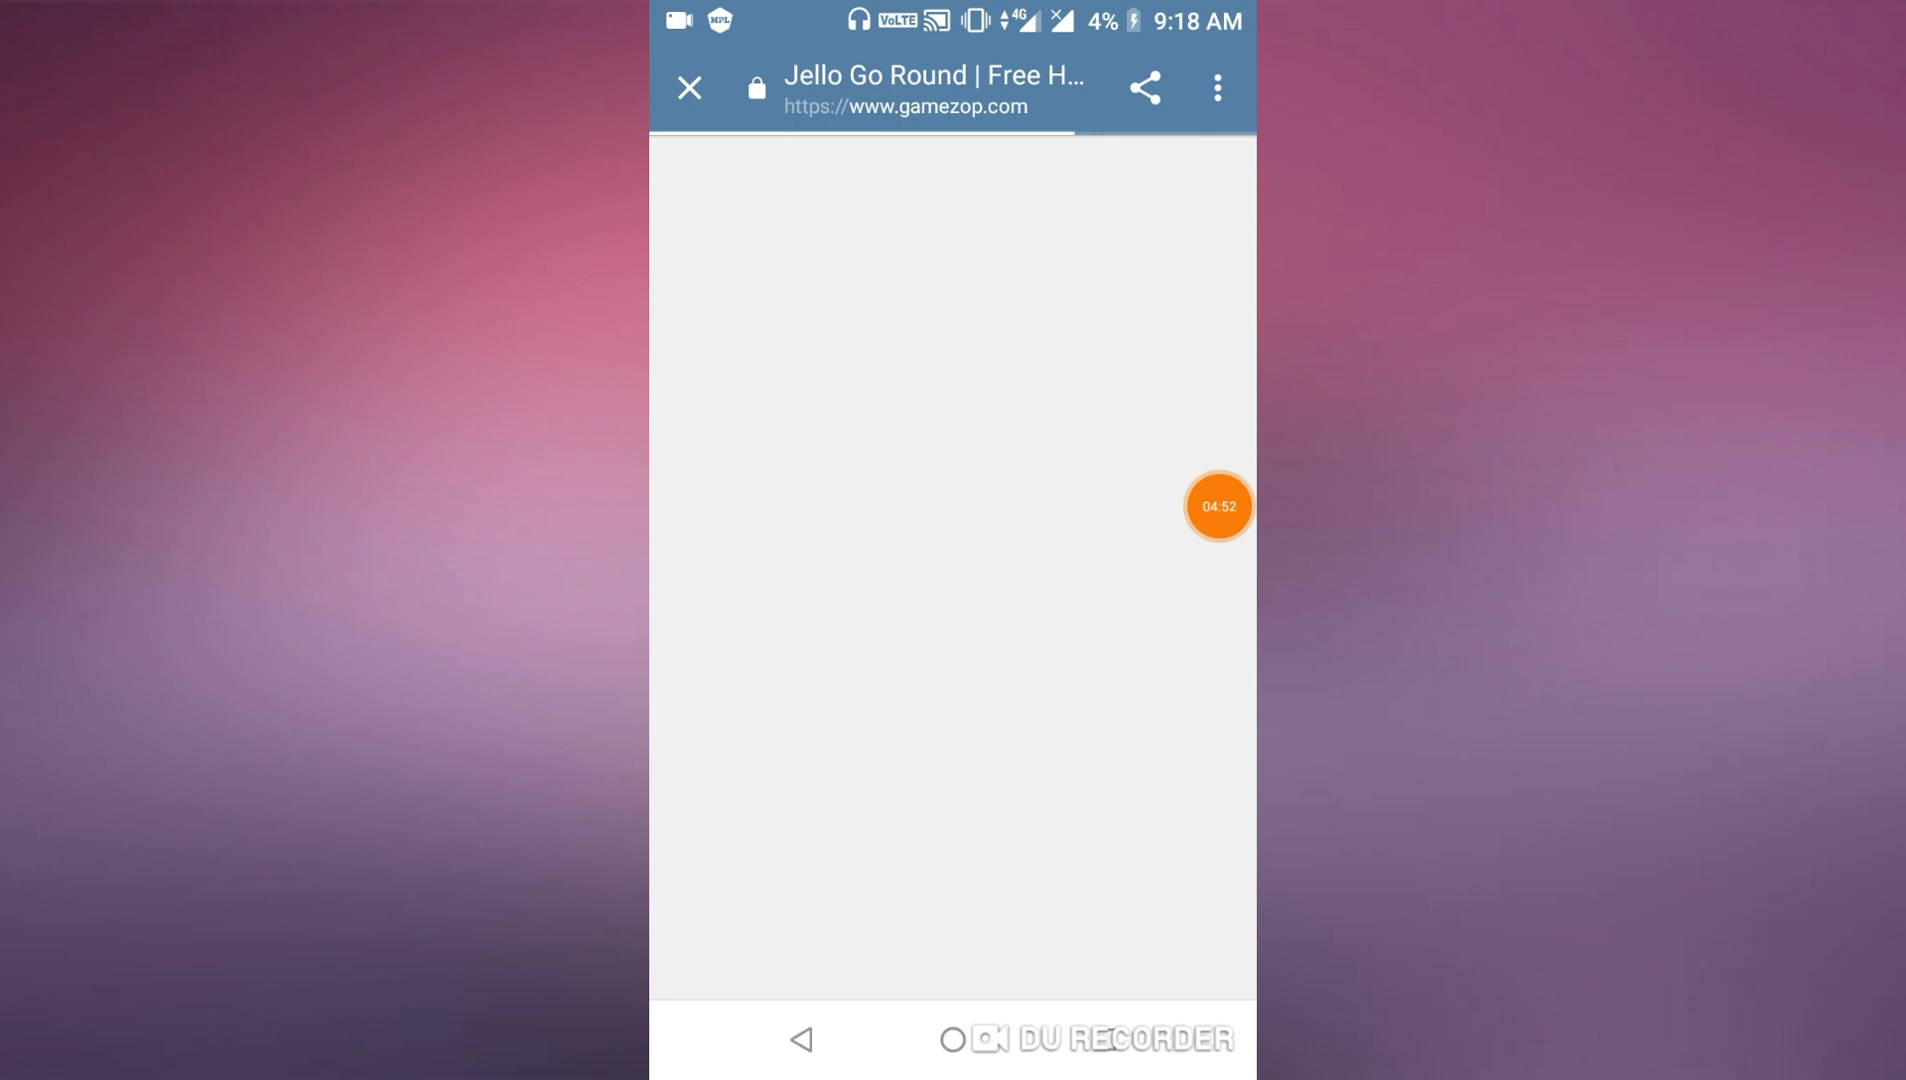 MPL VoLTE 4G 4% 9:18 AM
Jello Go Round | Free H...
https://www.gamezop.com
04:52
DU RECORDER